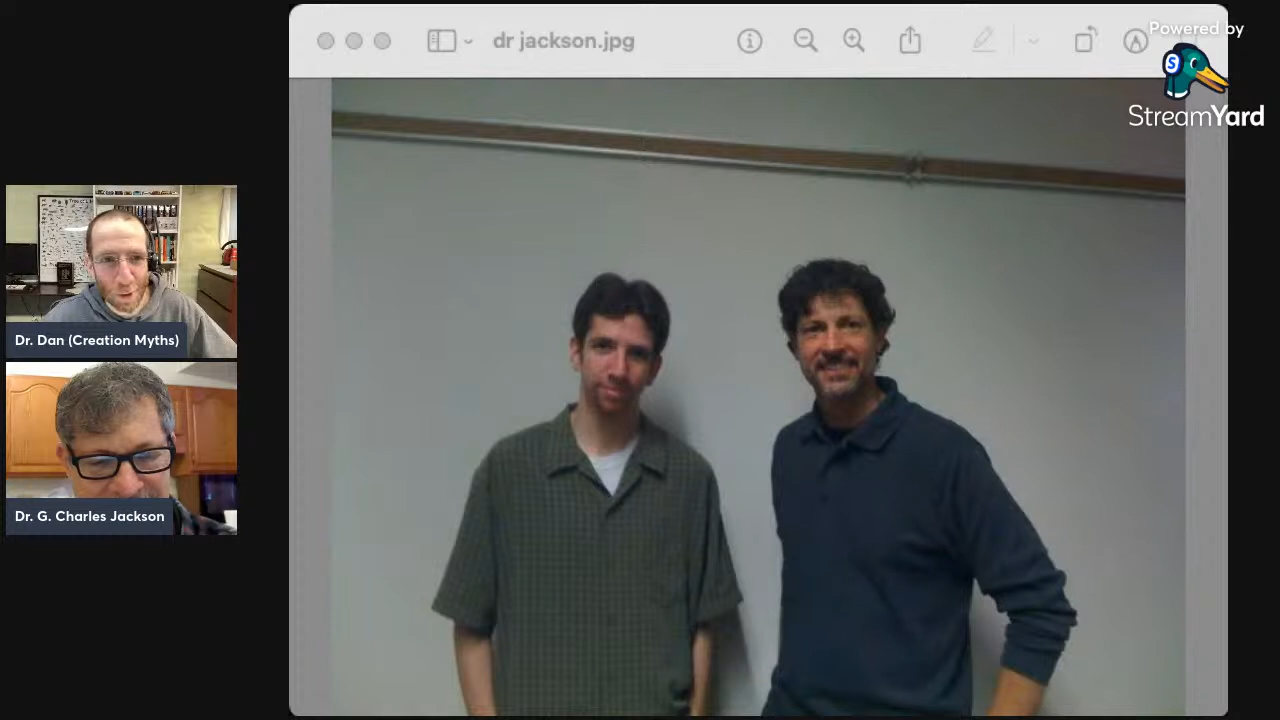 dr jackson.jpg
Powered by
S
StreamYard
Dr. Dan (Creation Myths)
Dr. G. Charles Jackson